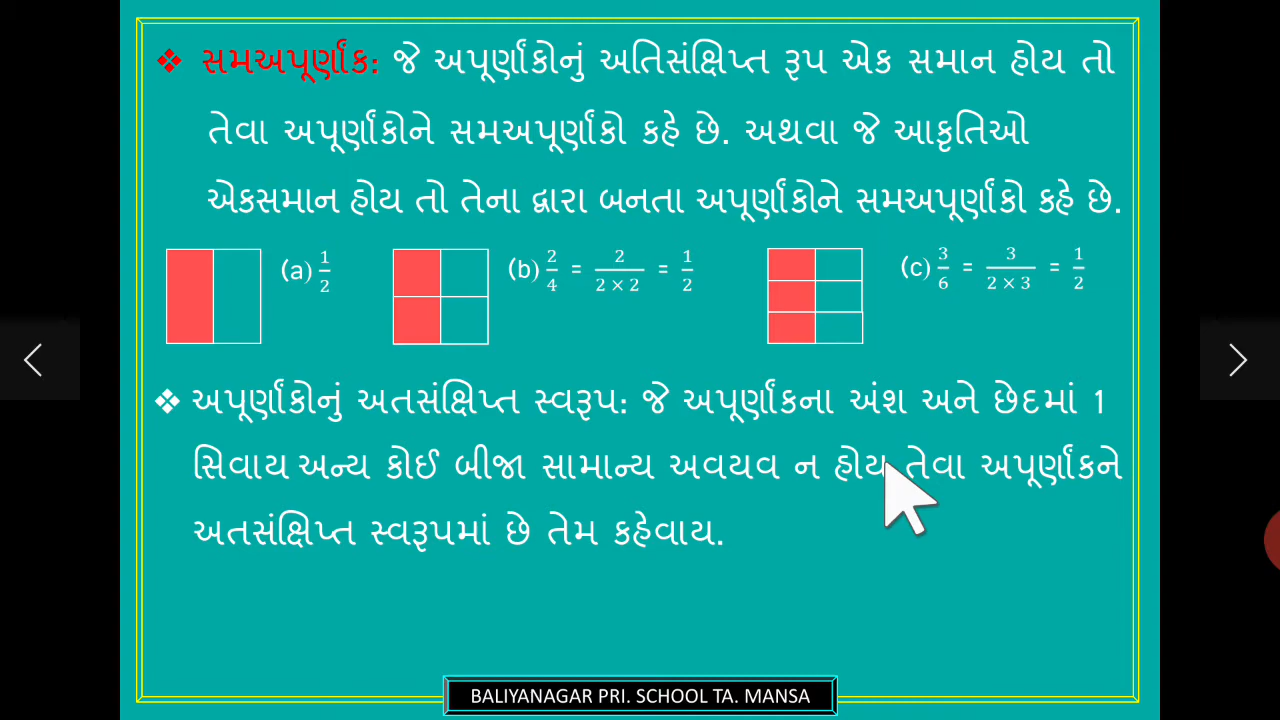 ❖ સમઅપૂર્ણાંક: જે અપૂર્ણાંકોનું અતિસંક્ષિપ્ત રૂપ એક સમાન હોય તો
તેવા અપૂર્ણાંકોને સમઅપૂર્ણાંકો કહે છે. અથવા જે આકૃતિઓ
એકસમાન હોય તો તેના દ્વારા બનતા અપૂર્ણાંકોને સમઅપૂર્ણાંકો કહે છે.
(a) 1/2 (b) 2/4 = 2/(2 × 2) = 1/2 (c) 3/6 = 3/(2 × 3) = 1/2
❖ અપૂર્ણાંકોનું અતસંક્ષિપ્ત સ્વરૂપ: જે અપૂર્ણાંકના અંશ અને છેદમાં 1
સિવાય અન્ય કોઈ બીજા સામાન્ય અવયવ ન હોય તેવા અપૂર્ણાંકને
અતસંક્ષિપ્ત સ્વરૂપમાં છે તેમ કહેવાય.
BALIYANAGAR PRI. SCHOOL TA. MANSA